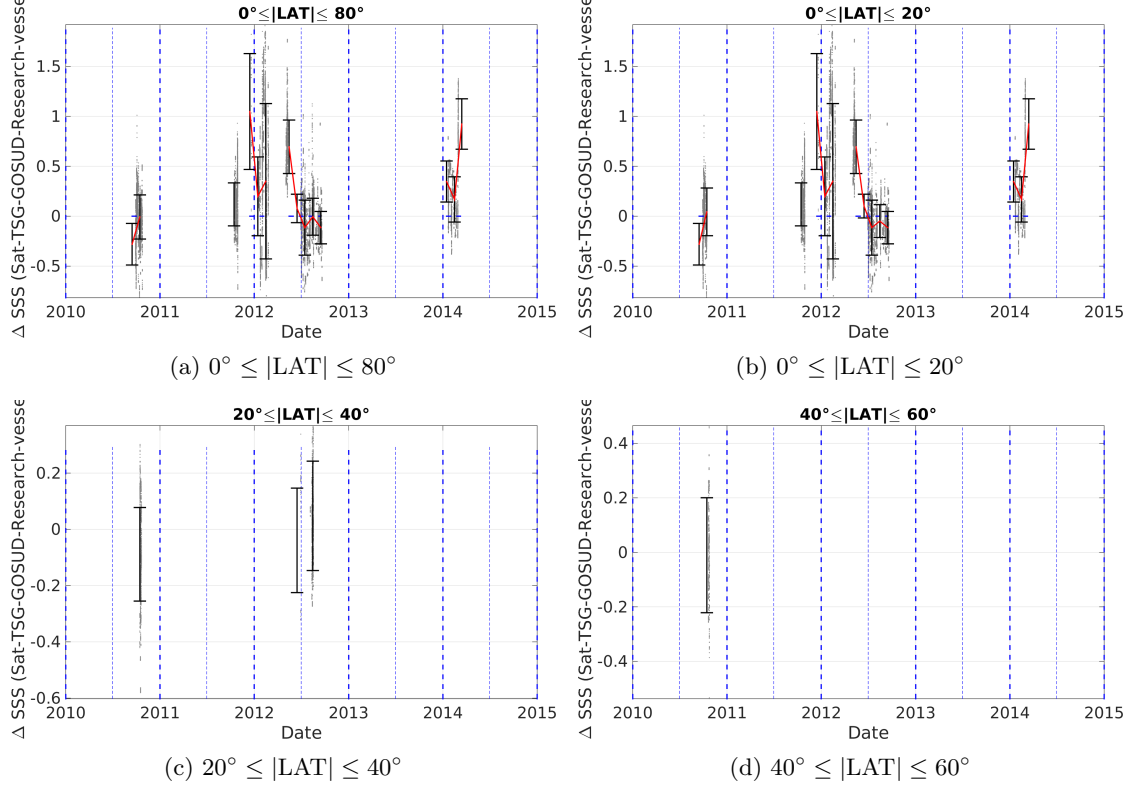 0°≤|LAT|≤ 80°
Δ SSS (Sat-TSG-GOSUD-Research-vesse
1.5
1
0.5
0
-0.5
2010 2011 2012 2013 2014 2015
Date
(a) 0° ≤ |LAT| ≤ 80°
0°≤|LAT|≤ 20°
Δ SSS (Sat-TSG-GOSUD-Research-vesse
1.5
1
0.5
0
-0.5
2010 2011 2012 2013 2014 2015
Date
(b) 0° ≤ |LAT| ≤ 20°
20°≤|LAT|≤ 40°
Δ SSS (Sat-TSG-GOSUD-Research-vesse
0.2
0
-0.2
-0.4
-0.6
2010 2011 2012 2013 2014 2015
Date
(c) 20° ≤ |LAT| ≤ 40°
40°≤|LAT|≤ 60°
Δ SSS (Sat-TSG-GOSUD-Research-vesse
0.4
0.2
0
-0.2
-0.4
2010 2011 2012 2013 2014 2015
Date
(d) 40° ≤ |LAT| ≤ 60°